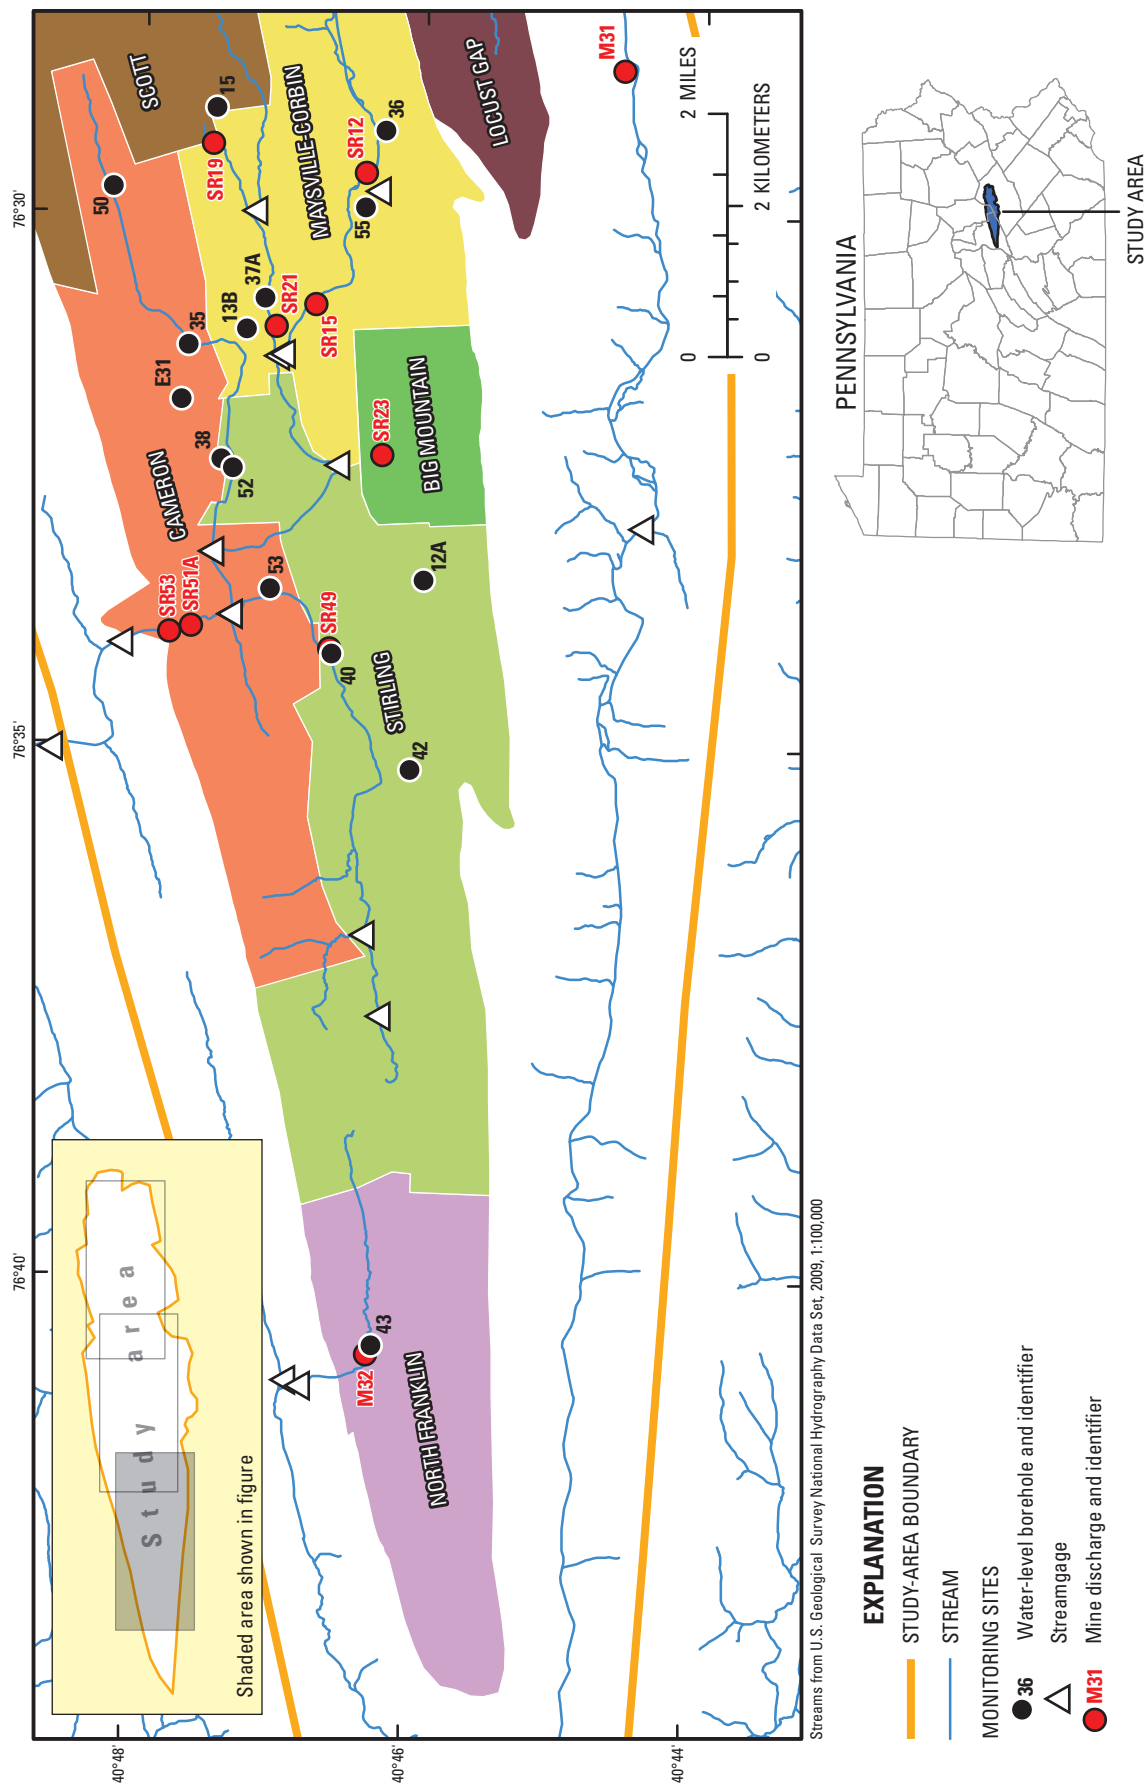 76°40'
76°35'
76°30'
40°48'
40°46'
40°44'
Study area
Shaded area shown in figure
SCOTT
CAMERON
MAYSVILLE-CORBIN
LOCUST GAP
BIG MOUNTAIN
STIRLING
NORTH FRANKLIN
50
15
SR19
35
E31
13B
37A
SR21
SR15
55
SR12
36
38
52
SR23
SR53
SR51A
53
SR49
40
12A
42
M32
43
M31
0 2 MILES
0 2 KILOMETERS
Streams from U.S. Geological Survey National Hydrography Data Set, 2009, 1:100,000
EXPLANATION
STUDY-AREA BOUNDARY
STREAM
MONITORING SITES
36 Water-level borehole and identifier
Streamgage
M31 Mine discharge and identifier
PENNSYLVANIA
STUDY AREA